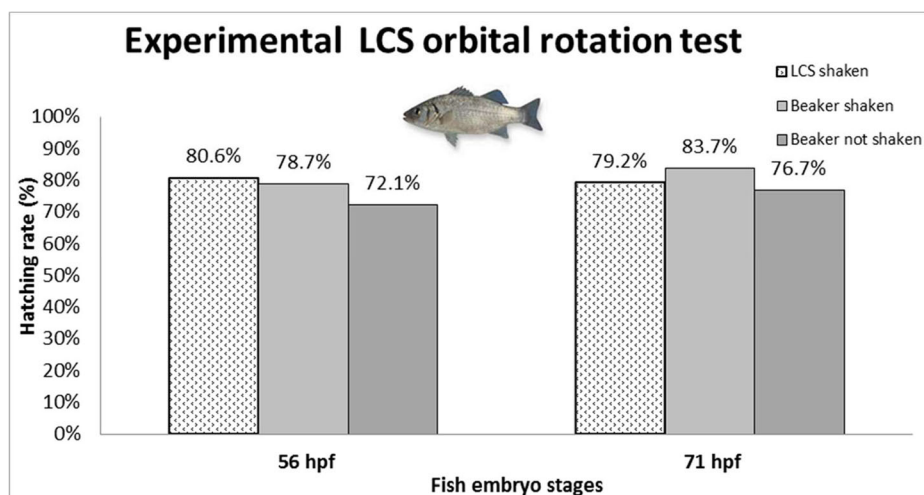 Experimental LCS orbital rotation test
LCS shaken
Beaker shaken
Beaker not shaken
Hatching rate (%)
100%
90%
80%
70%
60%
50%
40%
30%
20%
10%
0%
80.6%
78.7%
72.1%
79.2%
83.7%
76.7%
56 hpf
71 hpf
Fish embryo stages